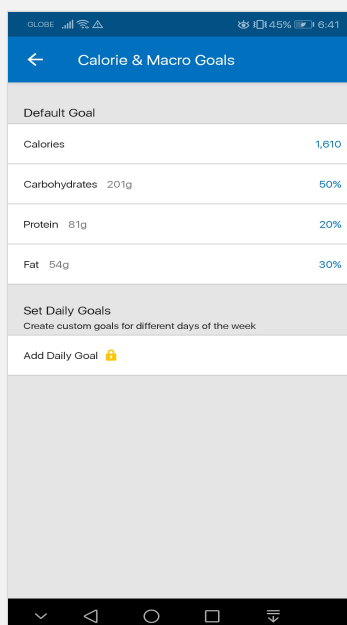 GLOBE 45% 6:41
Calorie & Macro Goals
Default Goal
Calories 1,610
Carbohydrates 201g 50%
Protein 81g 20%
Fat 54g 30%
Set Daily Goals
Create custom goals for different days of the week
Add Daily Goal